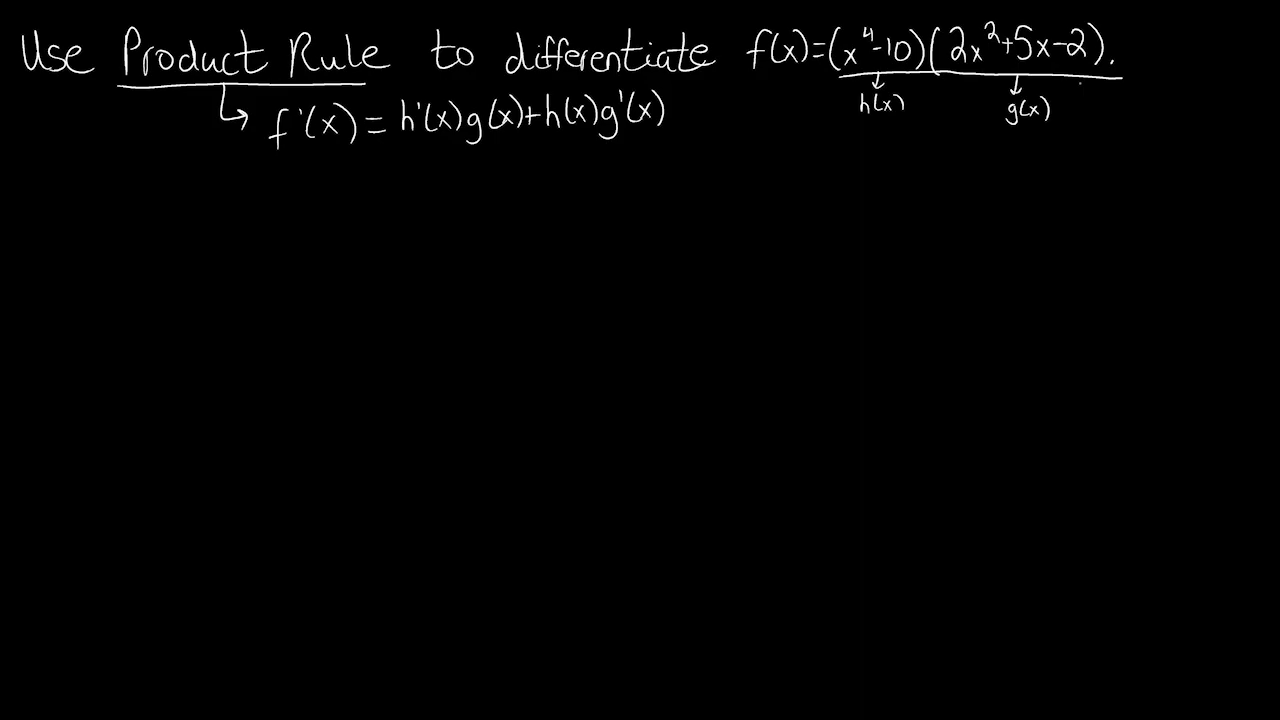 Use Product Rule to differentiate f(x)=(x⁴-10)(2x²+5x-2).
h(x) g(x)
f'(x)=h'(x)g(x)+h(x)g'(x)